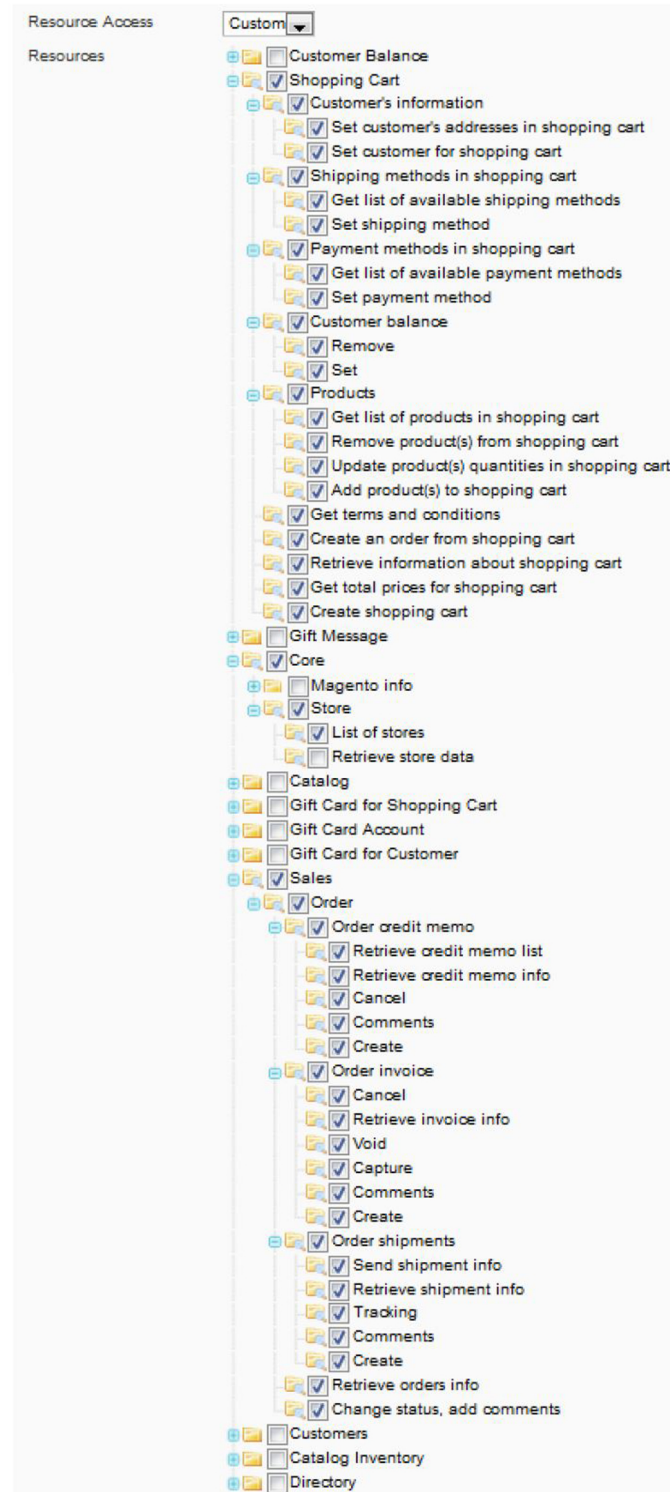 Resource Access Custom
Resources Customer Balance
Shopping Cart
Customer's information
Set customer's addresses in shopping cart
Set customer for shopping cart
Shipping methods in shopping cart
Get list of available shipping methods
Set shipping method
Payment methods in shopping cart
Get list of available payment methods
Set payment method
Customer balance
Remove
Set
Products
Get list of products in shopping cart
Remove product(s) from shopping cart
Update product(s) quantities in shopping cart
Add product(s) to shopping cart
Get terms and conditions
Create an order from shopping cart
Retrieve information about shopping cart
Get total prices for shopping cart
Create shopping cart
Gift Message
Core
Magento info
Store
List of stores
Retrieve store data
Catalog
Gift Card for Shopping Cart
Gift Card Account
Gift Card for Customer
Sales
Order
Order credit memo
Retrieve credit memo list
Retrieve credit memo info
Cancel
Comments
Create
Order invoice
Cancel
Retrieve invoice info
Void
Capture
Comments
Create
Order shipments
Send shipment info
Retrieve shipment info
Tracking
Comments
Create
Retrieve orders info
Change status, add comments
Customers
Catalog Inventory
Directory